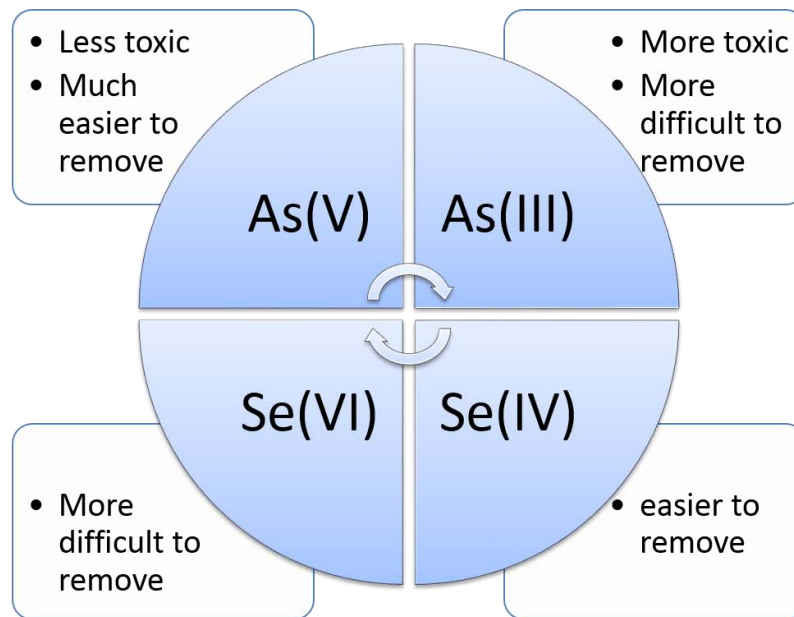 • Less toxic
• Much
easier to
remove
• More toxic
• More
difficult to
remove
As(V)
As(III)
Se(VI)
Se(IV)
• More
difficult to
remove
• easier to
remove